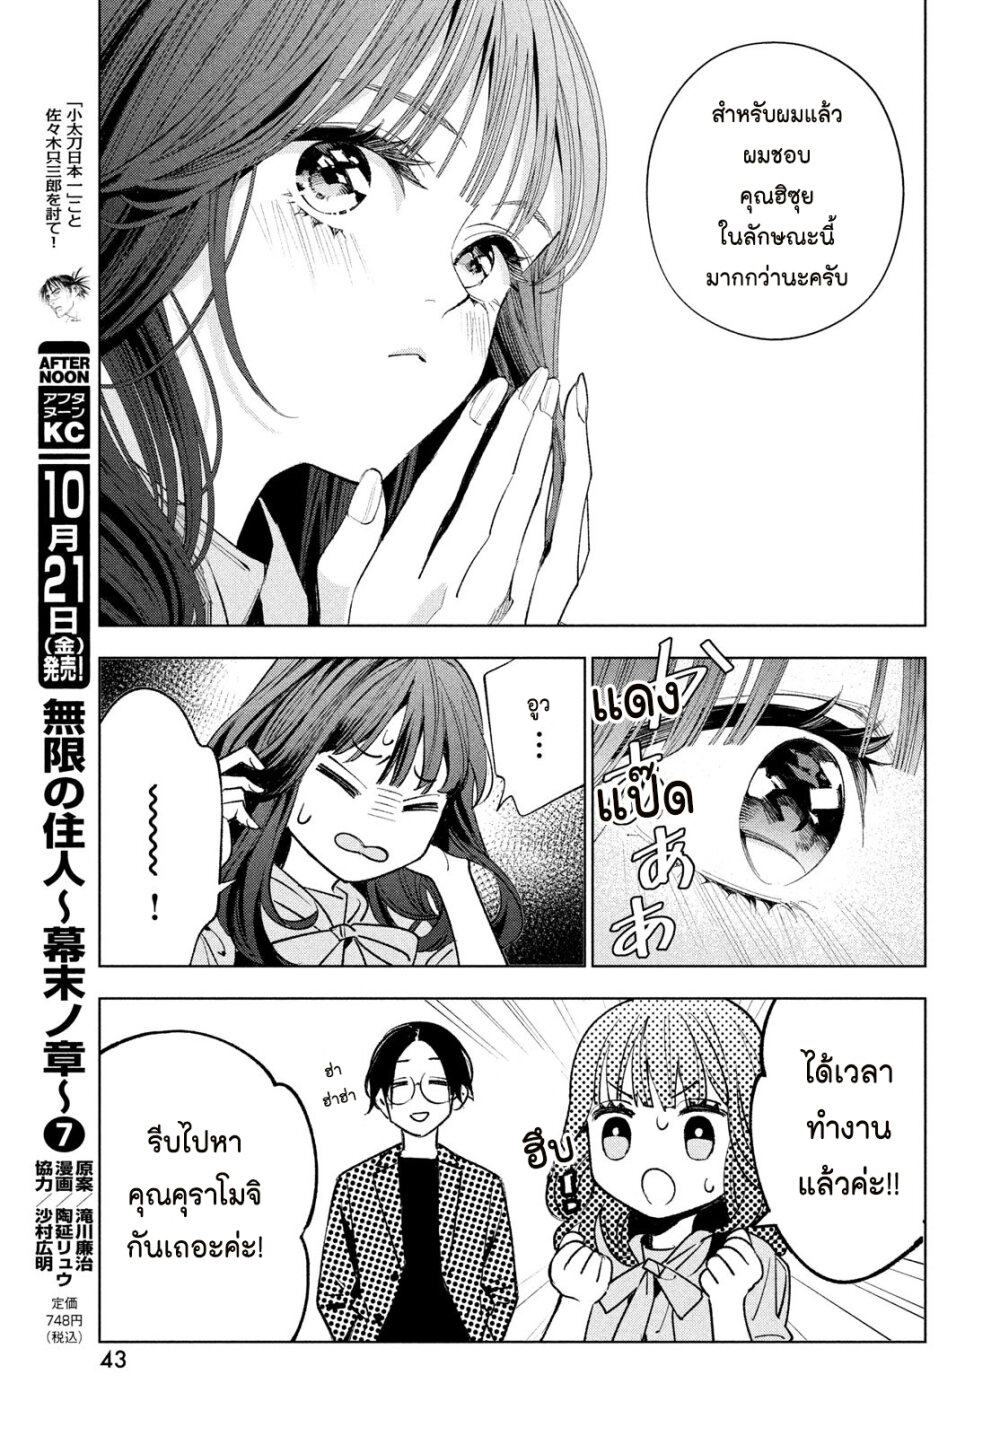 สำหรับผมแล้ว
ผมชอบ
คุณฮิซุย
ในลักษณะนี้
มากกว่านะครับ
แดง
แป๊ด
かあああ
อูว
...
~~~~!
ได้เวลา
ทำงาน
แล้วค่ะ!!
ฮึบ
!
ฮ่า
ฮ่าฮ่า
รีบไปหา
คุณคุราโมจิ
กันเถอะค่ะ!
「小太刀日本一」こと
佐々木只三郎を討て!
AFTER
NOON
アフタ
ヌーン
KC
10月21日(金)発売!
無限の住人〜幕末ノ章〜7
原案/滝川廉治
漫画/陶延リュウ
協力/沙村広明
定価
748円
(税込)
43